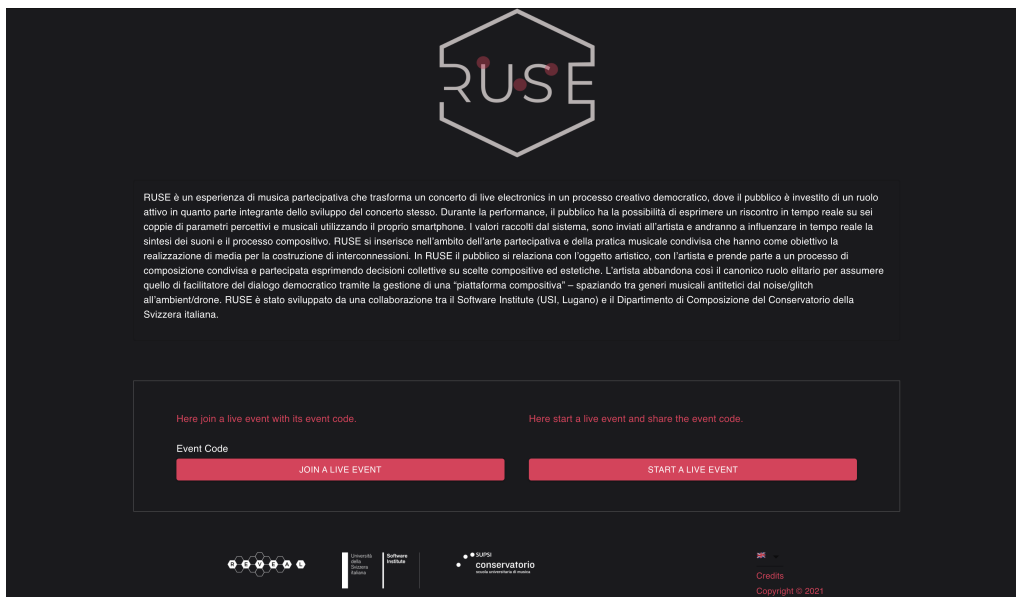 RUSE
RUSE è un esperienza di musica partecipativa che trasforma un concerto di live electronics in un processo creativo democratico, dove il pubblico è investito di un ruolo
attivo in quanto parte integrante dello sviluppo del concerto stesso. Durante la performance, il pubblico ha la possibilità di esprimere un riscontro in tempo reale su sei
coppie di parametri percettivi e musicali utilizzando il proprio smartphone. I valori raccolti dal sistema, sono inviati all'artista e andranno a influenzare in tempo reale la
sintesi dei suoni e il processo compositivo. RUSE si inserisce nell'ambito dell'arte partecipativa e della pratica musicale condivisa che hanno come obiettivo la
realizzazione di media per la costruzione di interconnessioni. In RUSE il pubblico si relaziona con l'oggetto artistico, con l'artista e prende parte a un processo di
composizione condivisa e partecipata esprimendo decisioni collettive su scelte compositive ed estetiche. L'artista abbandona così il canonico ruolo elitario per assumere
quello di facilitatore del dialogo democratico tramite la gestione di una "piattaforma compositiva" – spaziando tra generi musicali antitetici dal noise/glitch
all'ambient/drone. RUSE è stato sviluppato da una collaborazione tra il Software Institute (USI, Lugano) e il Dipartimento di Composizione del Conservatorio della
Svizzera italiana.
Here join a live event with its event code.
Here start a live event and share the event code.
Event Code
JOIN A LIVE EVENT
START A LIVE EVENT
REVEAL
Università
della
Svizzera
italiana
Software
Institute
SUPSI
conservatorio
scuola universitaria di musica
Credits
Copyright © 2021